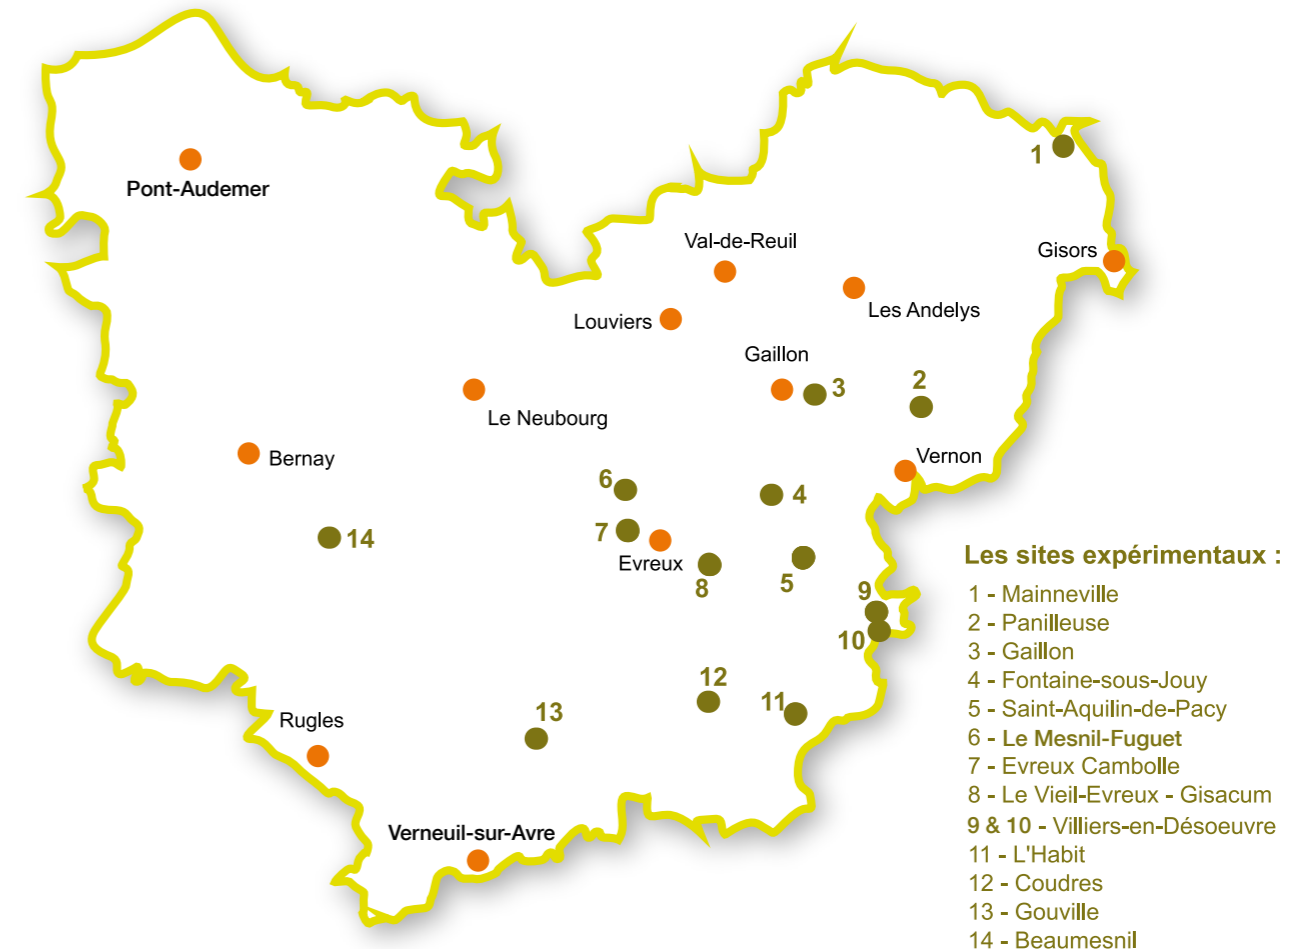 1
Pont-Audemer
Val-de-Reuil
Gisors
Les Andelys
Louviers
Gaillon
3
2
Le Neubourg
Bernay
Vernon
6
4
14
7
Evreux
8
5
9
10
12
11
13
Rugles
Verneuil-sur-Avre
Les sites expérimentaux :
1 - Mainneville
2 - Panilleuse
3 - Gaillon
4 - Fontaine-sous-Jouy
5 - Saint-Aquilin-de-Pacy
6 - Le Mesnil-Fuguet
7 - Evreux Cambolle
8 - Le Vieil-Evreux - Gisacum
9 & 10 - Villiers-en-Désoeuvre
11 - L'Habit
12 - Coudres
13 - Gouville
14 - Beaumesnil